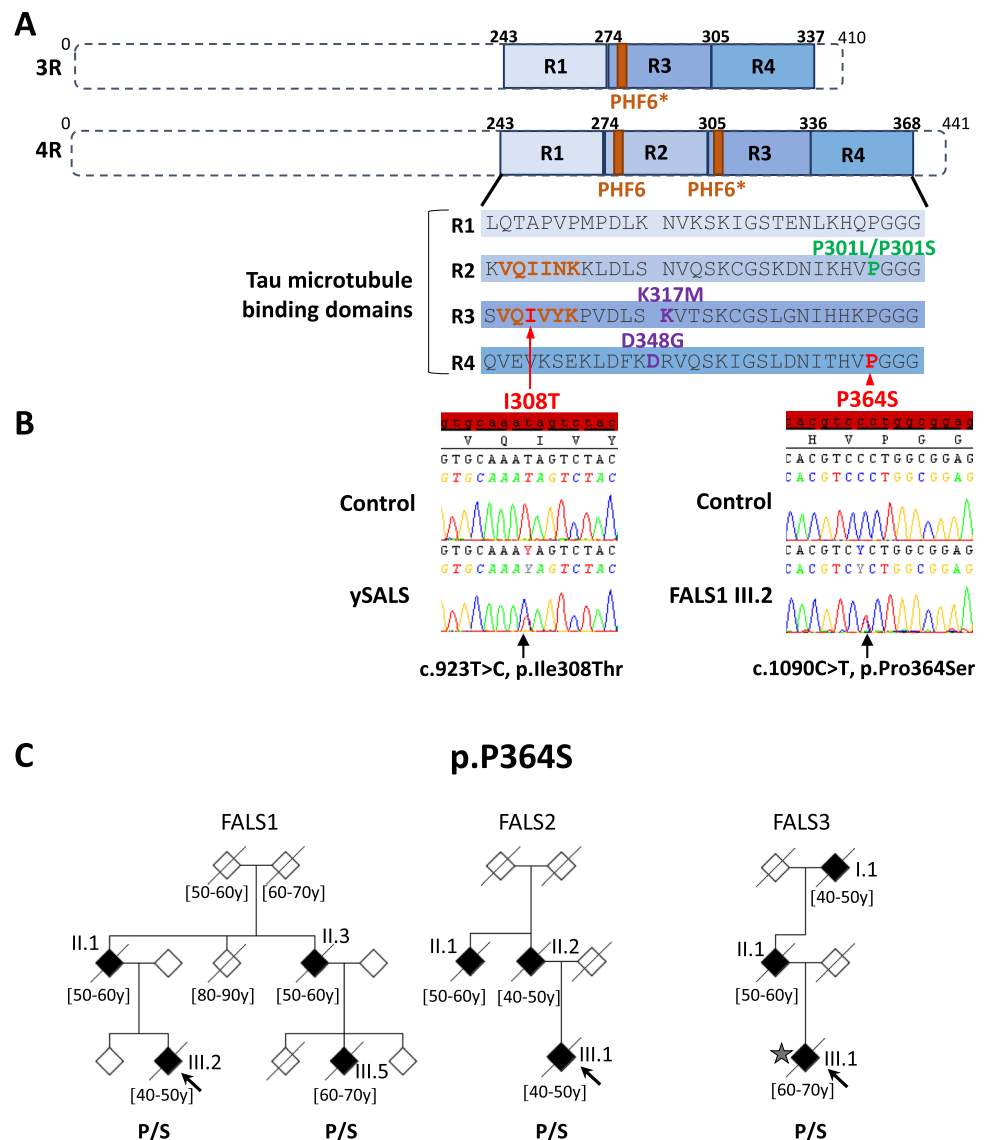 A
0 243 274 305 337 410
3R R1 R3 R4
PHF6*
0 243 274 305 336 368 441
4R R1 R2 R3 R4
PHF6 PHF6*
R1 LQTAPVPMPDLK NVKSKIGSTENLKHQPGGG
P301L/P301S
R2 KVQIINKKLDLS NVQSKCGSKDNIKHVPGGG
Tau microtubule
binding domains
K317M
R3 SVQIVYKPVDLS KVTSKCGSLGNIHHKPGGG
D348G
R4 QVEVKSEKLDFKDRVQSKIGSLDNITHVPGGG
I308T P364S
B
gtgcaaatagtctac cacgtccctggcggag
V Q I V Y H V P G G
GTGCAAATAGTCTAC CACGTCCCTGGCGGAG
GTGCAAATAGTCTAC CACGTCCCTGGCGGAG
Control Control
GTGCAAAYAGTCTAC CACGTCYCTGGCGGAG
GTGCAAAYAGTCTAC CACGTCYCTGGCGGAG
ySALS FALS1 III.2
c.923T>C, p.Ile308Thr c.1090C>T, p.Pro364Ser
C p.P364S
FALS1 FALS2 FALS3
[50-60y] [60-70y] I.1
[40-50y]
II.1 II.3 II.1 II.2 II.1
[50-60y] [80-90y] [50-60y] [50-60y] [40-50y] [50-60y]
III.2 III.5 III.1 III.1
[40-50y] [60-70y] [40-50y] [60-70y]
P/S P/S P/S P/S